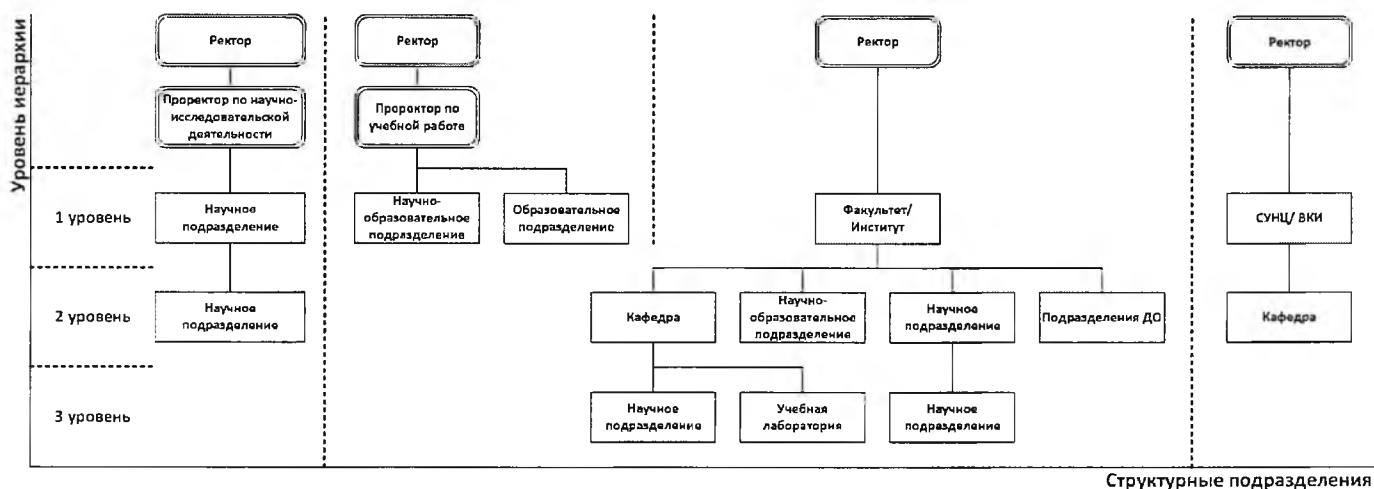 Уровень иерархии
Ректор
Ректор
Ректор
Ректор
Проректор по научно-
исследовательской
деятельности
Проректор по
учебной работе
1 уровень
Научное
подразделение
Научно-
образовательное
подразделение
Образовательное
подразделение
Факультет/
Институт
СУНЦ/ ВКИ
2 уровень
Научное
подразделение
Кафедра
Научно-
образовательное
подразделение
Научное
подразделение
Подразделения ДО
Кафедра
3 уровень
Научное
подразделение
Учебная
лаборатория
Научное
подразделение
Структурные подразделения